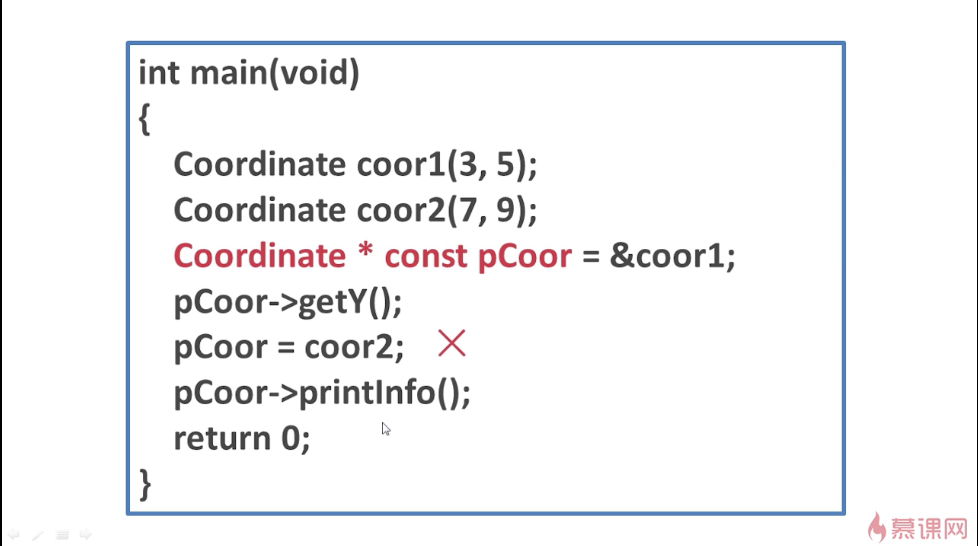 int main(void)
{
Coordinate coor1(3, 5);
Coordinate coor2(7, 9);
Coordinate * const pCoor = &coor1;
pCoor->getY();
pCoor = coor2;
pCoor->printInfo();
return 0;
}
慕课网